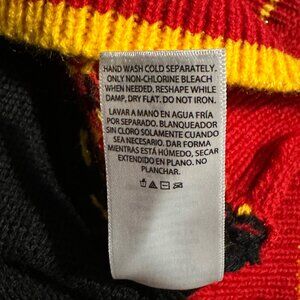 HAND WASH COLD SEPARATELY.
ONLY NON-CHLORINE BLEACH
WHEN NEEDED. RESHAPE WHILE
DAMP, DRY FLAT. DO NOT IRON.
LAVAR A MANO EN AGUA FRÍA
POR SEPARADO. BLANQUEADOR
SIN CLORO SOLAMENTE CUANDO
SEA NECESARIO. DAR FORMA
MIENTRAS ESTÁ HÚMEDO, SECAR
EXTENDIDO EN PLANO. NO
PLANCHAR.